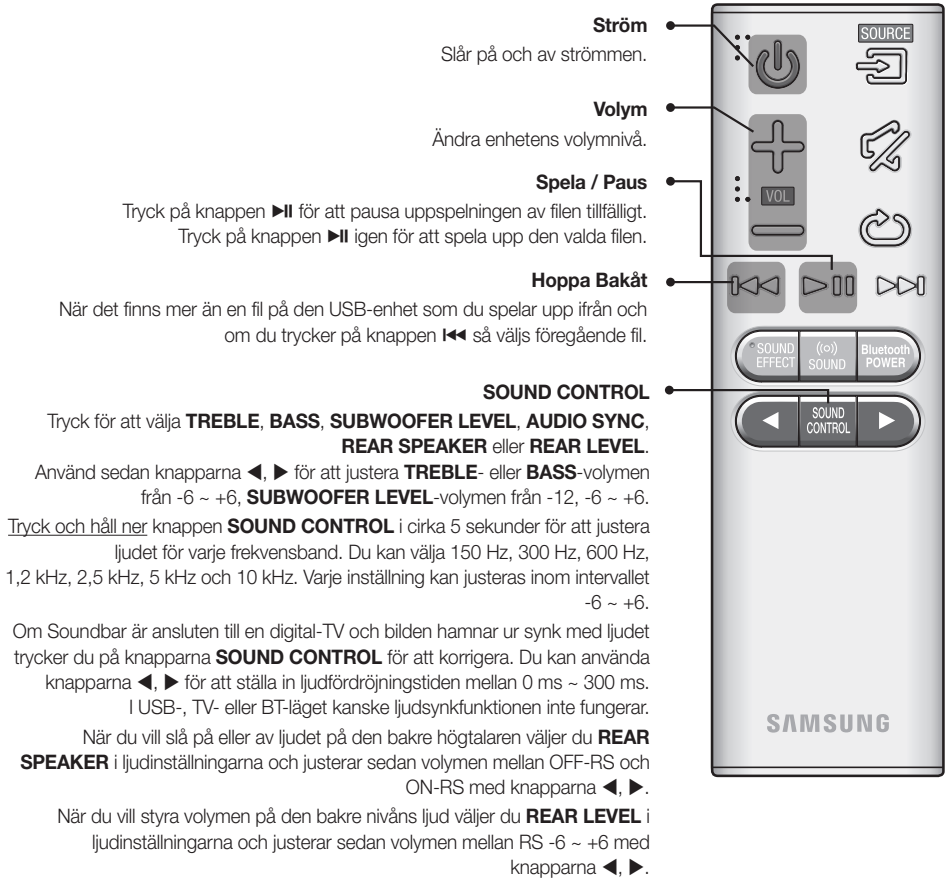 Ström
Slår på och av strömmen.
Volym
Ändra enhetens volymnivå.
Spela / Paus
Tryck på knappen ►II för att pausa uppspelningen av filen tillfälligt.
Tryck på knappen ►II igen för att spela upp den valda filen.
Hoppa Bakåt
När det finns mer än en fil på den USB-enhet som du spelar upp ifrån och
om du trycker på knappen I◄◄ så väljs föregående fil.
SOUND CONTROL
Tryck för att välja TREBLE, BASS, SUBWOOFER LEVEL, AUDIO SYNC,
REAR SPEAKER eller REAR LEVEL.
Använd sedan knapparna ◄, ► för att justera TREBLE- eller BASS-volymen
från -6 ~ +6, SUBWOOFER LEVEL-volymen från -12, -6 ~ +6.
Tryck och håll ner knappen SOUND CONTROL i cirka 5 sekunder för att justera
ljudet för varje frekvensband. Du kan välja 150 Hz, 300 Hz, 600 Hz,
1,2 kHz, 2,5 kHz, 5 kHz och 10 kHz. Varje inställning kan justeras inom intervallet
-6 ~ +6.
Om Soundbar är ansluten till en digital-TV och bilden hamnar ur synk med ljudet
trycker du på knapparna SOUND CONTROL för att korrigera. Du kan använda
knapparna ◄, ► för att ställa in ljudfördröjningstiden mellan 0 ms ~ 300 ms.
I USB-, TV- eller BT-läget kanske ljudsynkfunktionen inte fungerar.
När du vill slå på eller av ljudet på den bakre högtalaren väljer du REAR
SPEAKER i ljudinställningarna och justerar sedan volymen mellan OFF-RS och
ON-RS med knapparna ◄, ►.
När du vill styra volymen på den bakre nivåns ljud väljer du REAR LEVEL i
ljudinställningarna och justerar sedan volymen mellan RS -6 ~ +6 med
knapparna ◄, ►.
SOURCE
VOL
SOUND EFFECT
SOUND
Bluetooth POWER
SOUND CONTROL
SAMSUNG